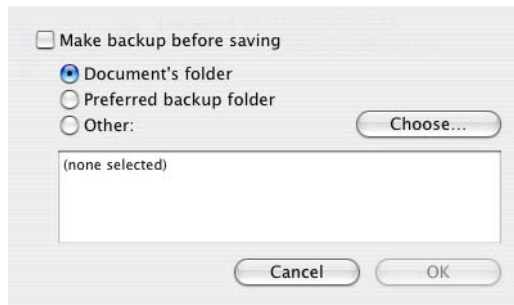 Make backup before saving
Document's folder
Preferred backup folder
Other: Choose...
(none selected)
Cancel OK